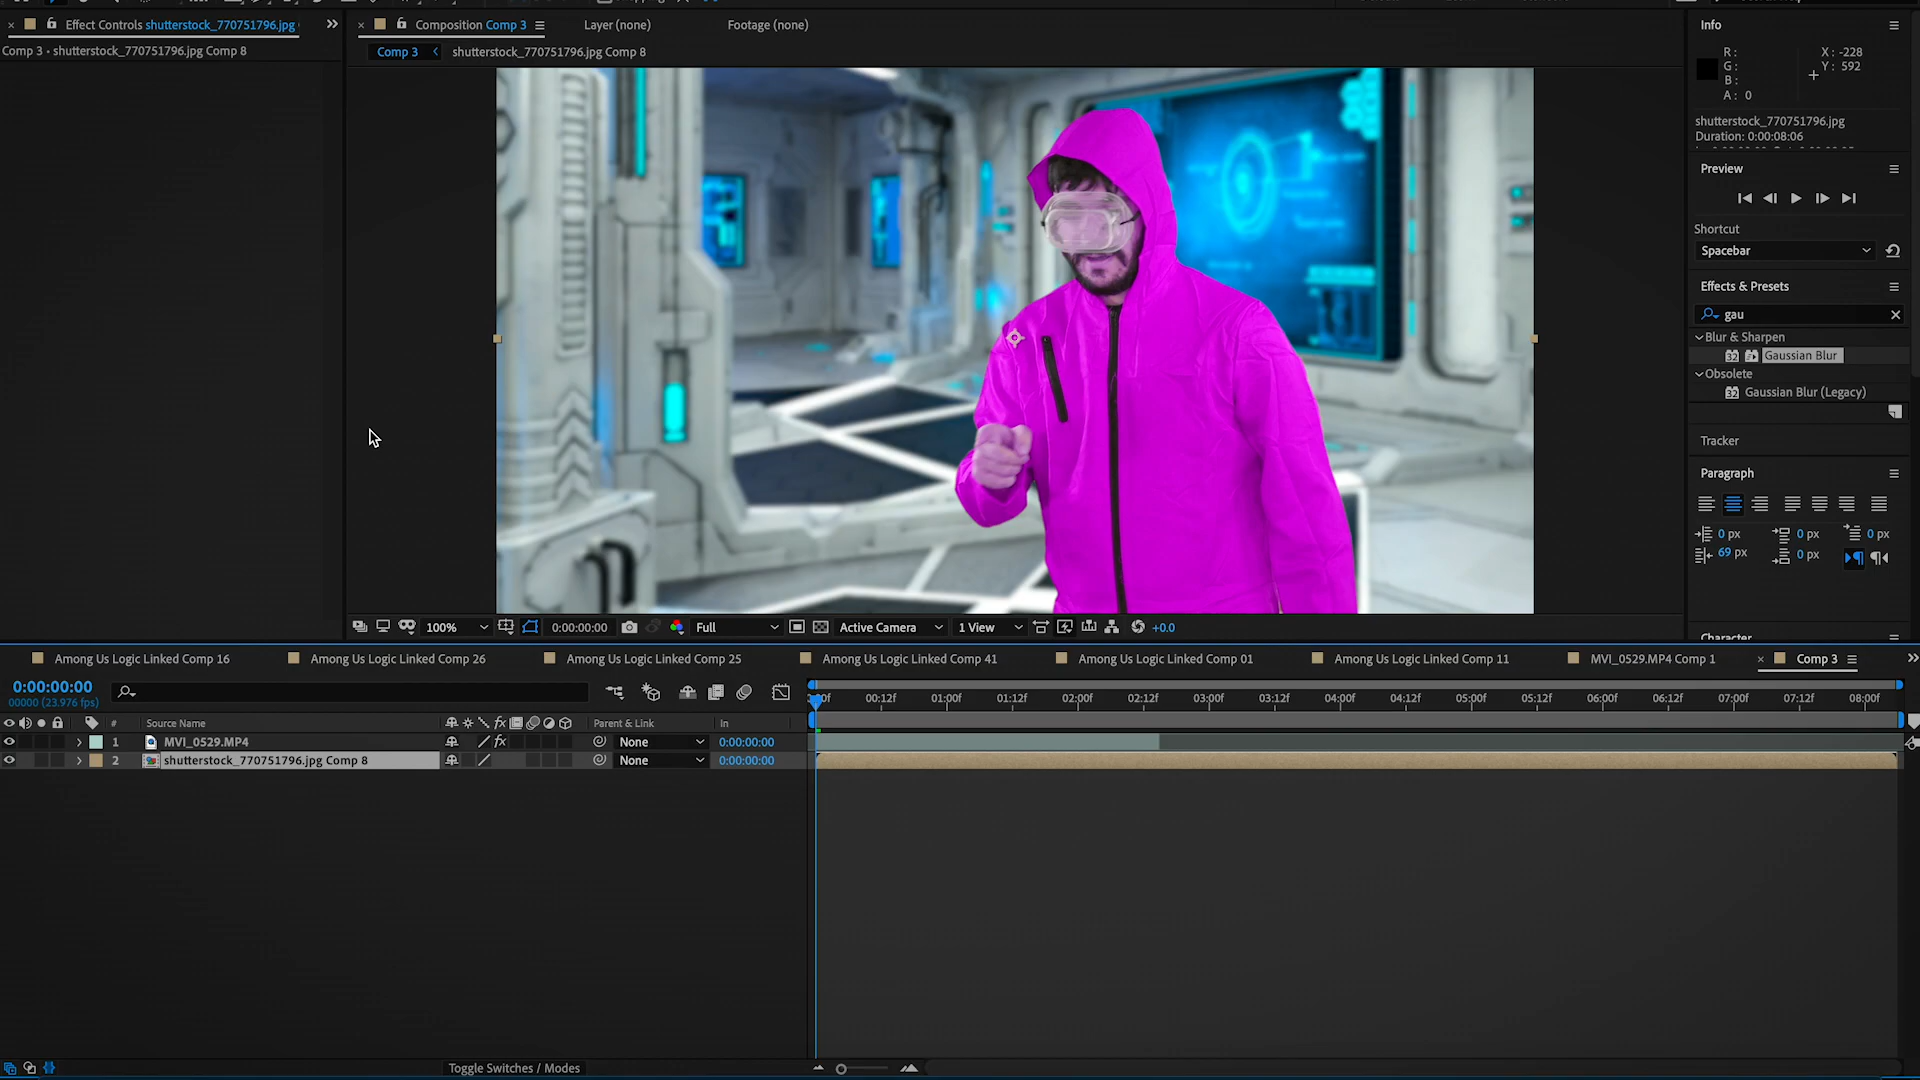 Effect Controls shutterstock_770751796.jpg
Comp 3 • shutterstock_770751796.jpg Comp 8
Composition Comp 3
Layer (none)
Footage (none)
Comp 3
shutterstock_770751796.jpg Comp 8
Info
R :
G :
B :
A : 0
X : -228
Y : 592
shutterstock_770751796.jpg
Duration: 0:00:08:06
Preview
Shortcut
Spacebar
Effects & Presets
gau
Blur & Sharpen
Gaussian Blur
Obsolete
Gaussian Blur (Legacy)
Tracker
Paragraph
0 px
0 px
0 px
69 px
0 px
Character
100%
0:00:00:00
Full
Active Camera
1 View
+0.0
Among Us Logic Linked Comp 16
Among Us Logic Linked Comp 26
Among Us Logic Linked Comp 25
Among Us Logic Linked Comp 41
Among Us Logic Linked Comp 01
Among Us Logic Linked Comp 11
MVI_0529.MP4 Comp 1
Comp 3
0:00:00:00
00000 (23.976 fps)
00:12f 01:00f 01:12f 02:00f 02:12f 03:00f 03:12f 04:00f 04:12f 05:00f 05:12f 06:00f 06:12f 07:00f 07:12f 08:00f
# Source Name
Parent & Link
In
1 MVI_0529.MP4 None 0:00:00:00
2 shutterstock_770751796.jpg Comp 8 None 0:00:00:00
Toggle Switches / Modes